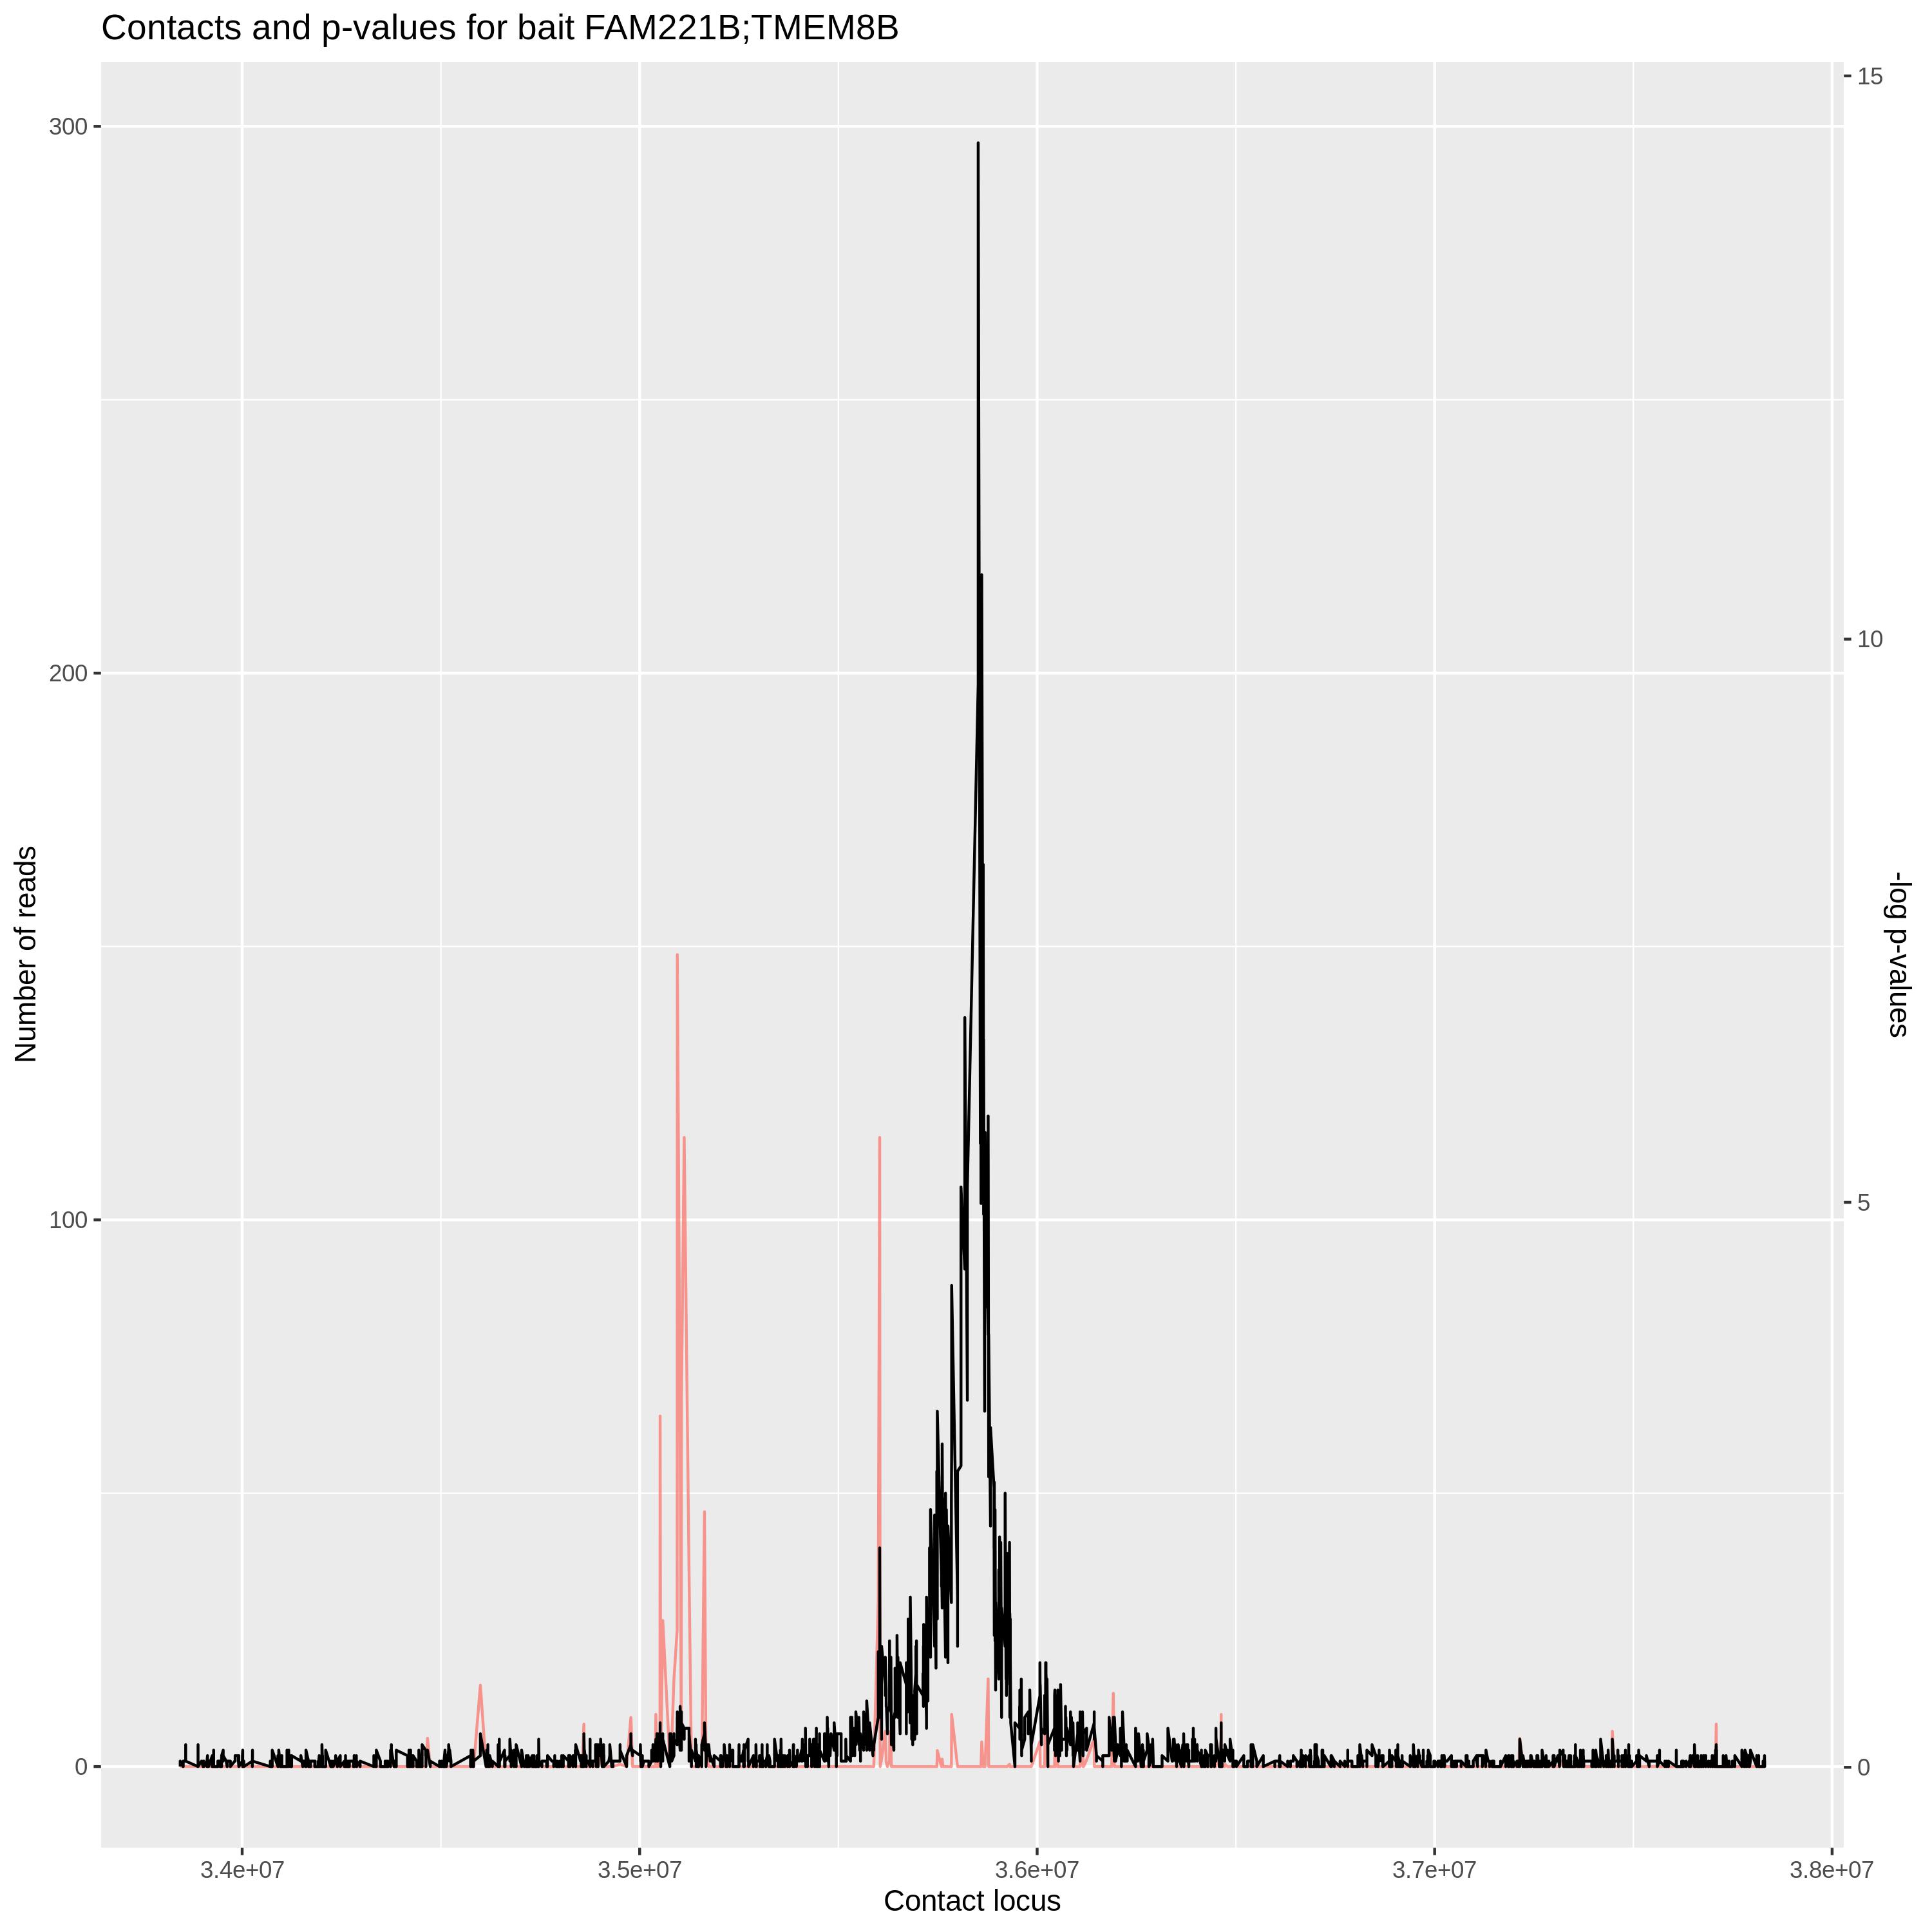 Contacts and p-values for bait FAM221B;TMEM8B
300
200
100
0
15
10
5
0
Number of reads
-log p-values
3.4e+07
3.5e+07
3.6e+07
3.7e+07
3.8e+07
Contact locus